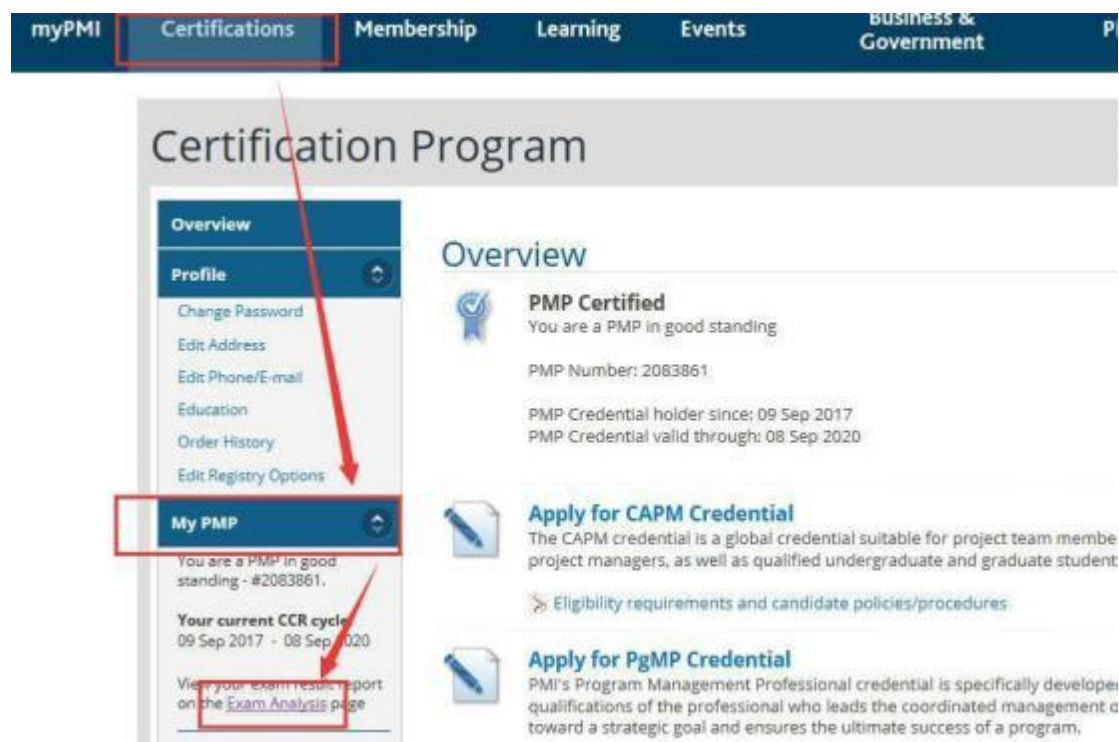 myPMI
Certifications
Membership
Learning
Events
Business &
Government
Certification Program
Overview
Profile
Change Password
Edit Address
Edit Phone/E-mail
Education
Order History
Edit Registry Options
My PMP
You are a PMP in good
standing - #2083861.
Your current CCR cycle
09 Sep 2017 - 08 Sep 2020
View your exam result report
on the Exam Analysis page
Overview
PMP Certified
You are a PMP in good standing
PMP Number: 2083861
PMP Credential holder since: 09 Sep 2017
PMP Credential valid through: 08 Sep 2020
Apply for CAPM Credential
The CAPM credential is a global credential suitable for project team membe
project managers, as well as qualified undergraduate and graduate student
Eligibility requirements and candidate policies/procedures
Apply for PgMP Credential
PMI's Program Management Professional credential is specifically develope
qualifications of the professional who leads the coordinated management o
toward a strategic goal and ensures the ultimate success of a program.